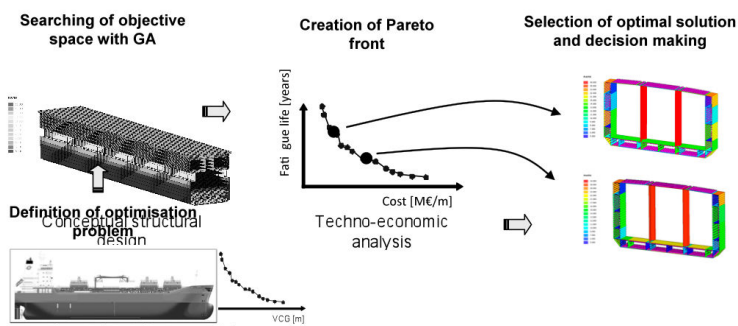 Searching of objective
space with GA
Creation of Pareto
front
Selection of optimal solution
and decision making
Fati gue life [years]
Cost [M€/m]
Definition of optimisation
Conceptual structural
problem
design
Techno-economic
analysis
VCG [m]